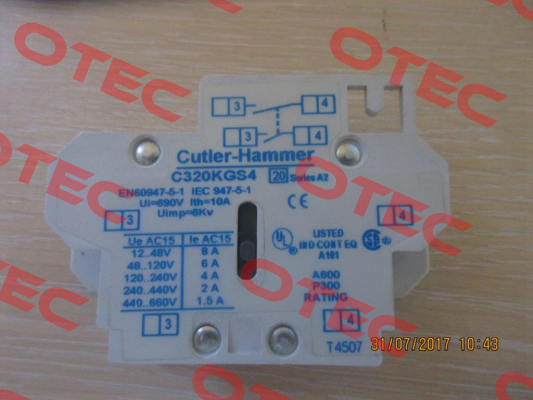 OTEC OTEC OTEC
3 4
3 4
Cutler-Hammer
C320KGS4 20 Series A2
EN60947-5-1 IEC 947-5-1
Ui=690V Ith=10A
Uimp=6Kv
CE
3
4
Ue AC15 Ie AC15
12..48V 8 A
48..120V 6 A
120..240V 4 A
240..440V 2 A
440..660V 1.5 A
UL LISTED
IND CONT EQ
A101
A600
P300
RATING
3
4
T4507
31/07/2017 10:43